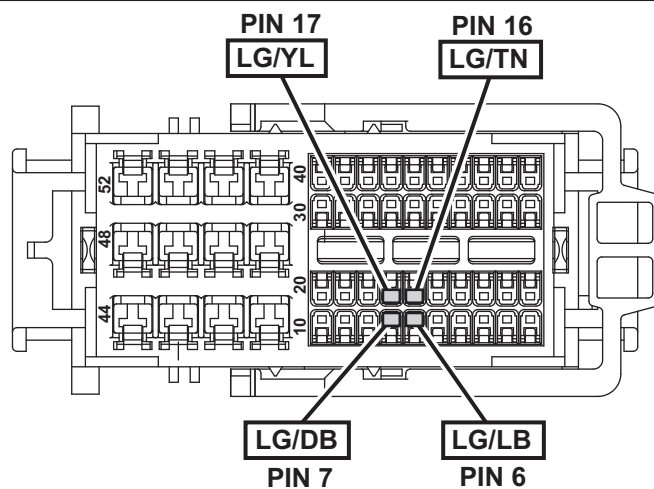 PIN 17
LG/YL
PIN 16
LG/TN
52
40
30
48
20
44
10
LG/DB
PIN 7
LG/LB
PIN 6